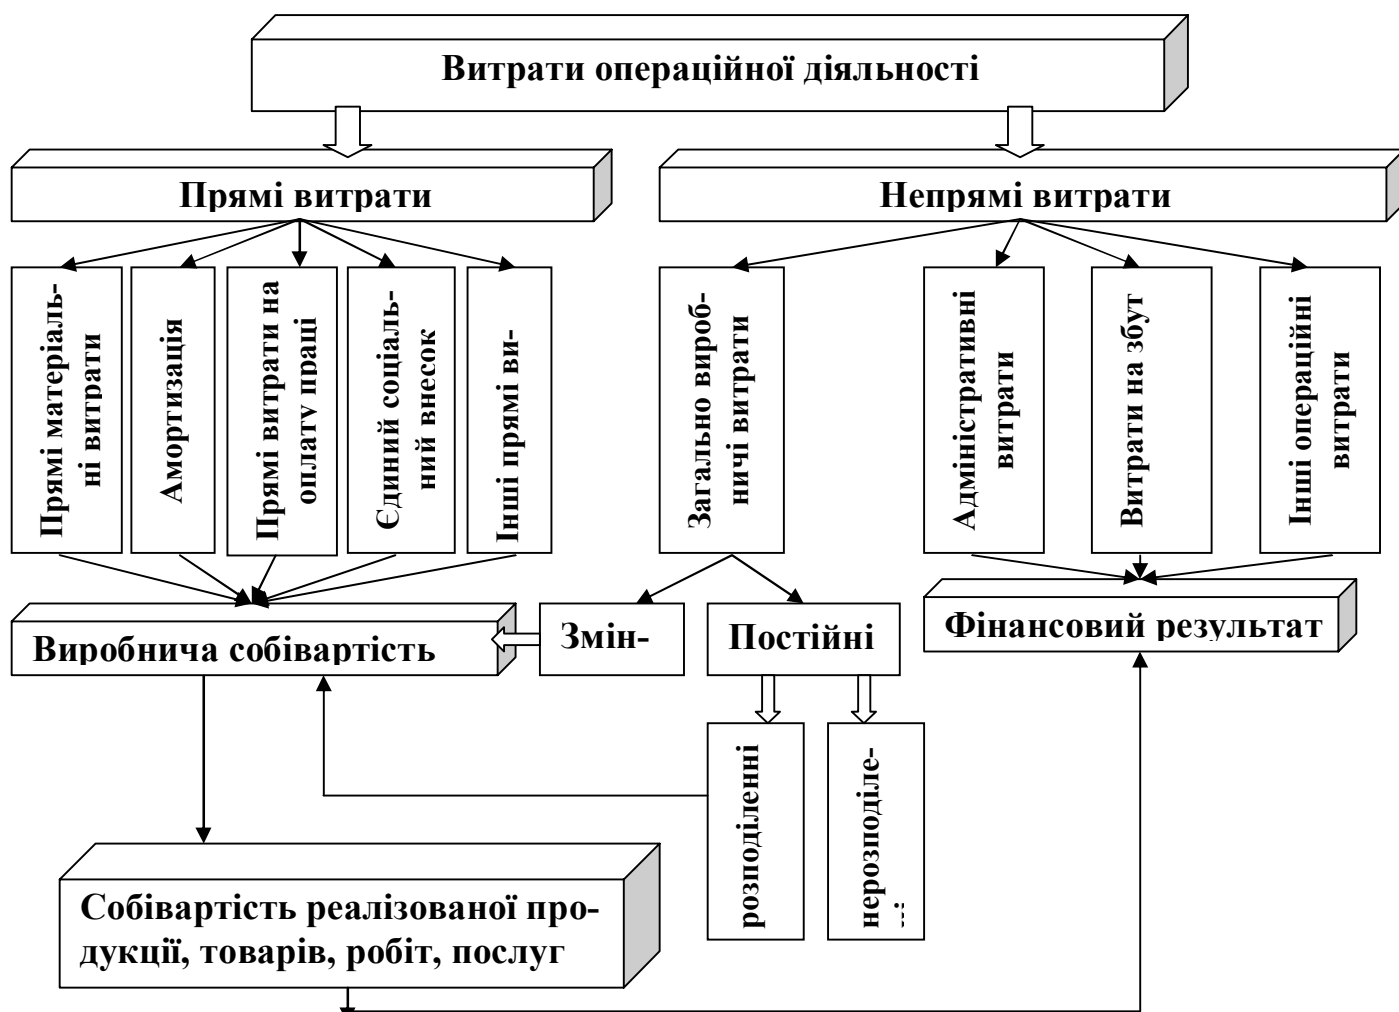 Витрати операційної діяльності
Прямі витрати
Непрямі витрати
Прямі матеріаль-
ні витрати
Амортизація
Прямі витрати на
оплату праці
Єдиний соціаль-
ний внесок
Інші прямі ви-
Загально вироб-
ничі витрати
Адміністративні
витрати
Витрати на збут
Інші операційні
витрати
Виробнича собівартість
Змін-
Постійні
Фінансовий результат
розподіленні
нерозподіле-
Собівартість реалізованої про-
дукції, товарів, робіт, послуг